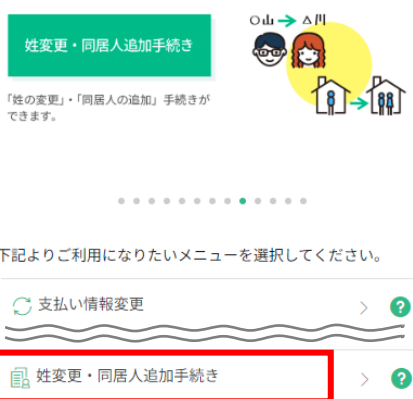 ○山→△川
姓変更・同居人追加手続き
「姓の変更」・「同居人の追加」手続きが
できます。
下記よりご利用になりたいメニューを選択してください。
支払い情報変更
?
姓変更・同居人追加手続き
?